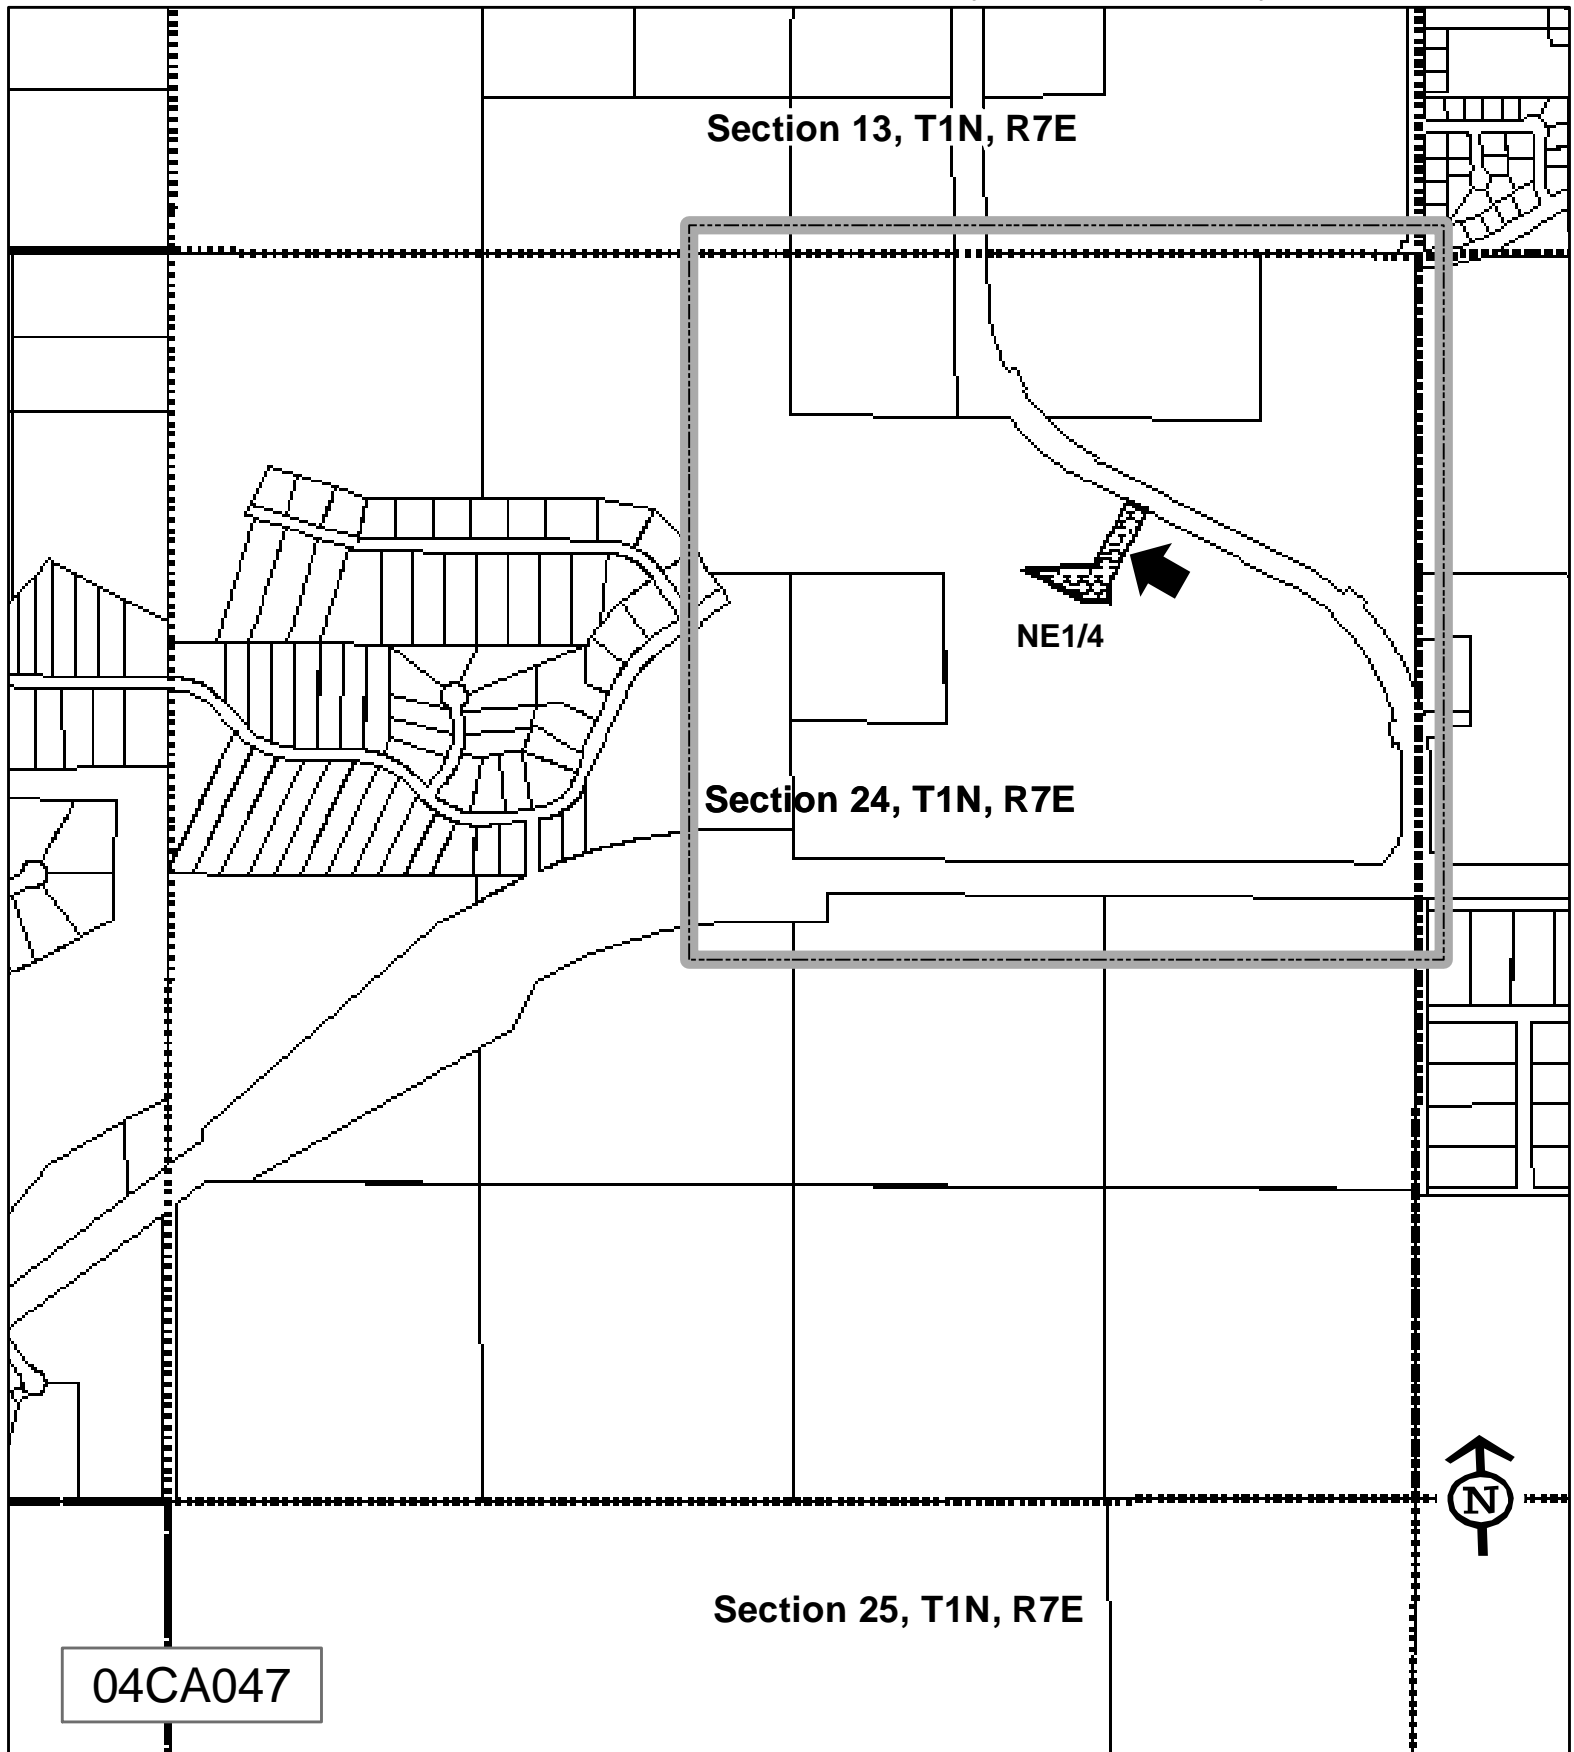 Section 13, T1N, R7E
NE1/4
Section 24, T1N, R7E
N
Section 25, T1N, R7E
04CA047